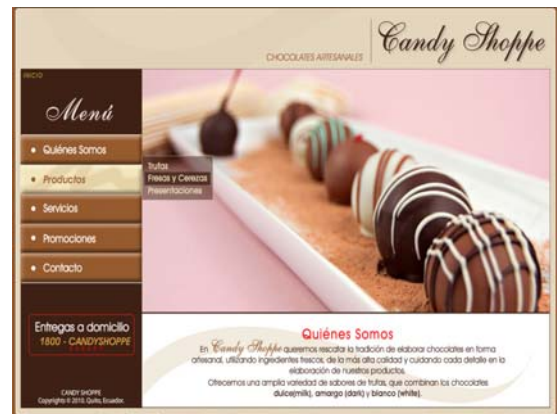 Candy Shoppe
CHOCOLATES ARTESANALES
INICIO
Menú
• Quiénes Somos
• Productos
• Servicios
• Promociones
• Contacto
Trufas
Fresas y Cerezas
Presentaciones
Entregas a domicilio
1800 - CANDYSHOPPE
CANDY SHOPPE
Copyrights © 2010. Quito, Ecuador.
Quiénes Somos
En Candy Shoppe queremos rescatar la tradición de elaborar chocolates en forma
artesanal, utilizando ingredientes frescos, de la más alta calidad y cuidando cada detalle en la
elaboración de nuestros productos.
Ofrecemos una amplia variedad de sabores de trufas, que combinan los chocolates
dulce(milk), amargo (dark) y blanco (white).